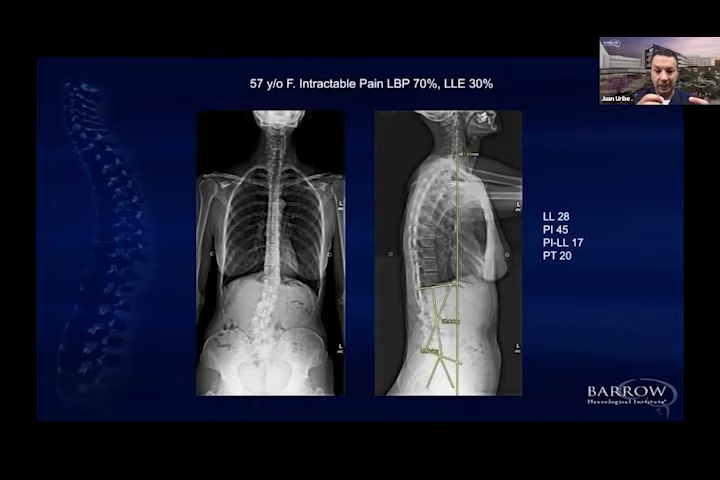 57 y/o F. Intractable Pain LBP 70%, LLE 30%
Juan Uribe
LL 28
PI 45
PI-LL 17
PT 20
L
L
L
L
BARROW
Neurological Institute